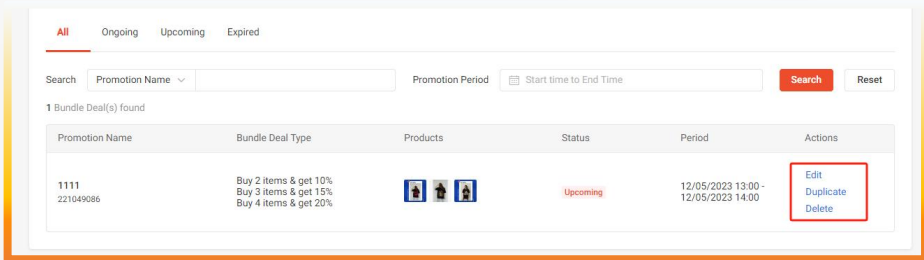 All Ongoing Upcoming Expired
Search Promotion Name Promotion Period Start time to End Time Search Reset
1 Bundle Deal(s) found
Promotion Name Bundle Deal Type Products Status Period Actions
1111
221049086
Buy 2 items & get 10%
Buy 3 items & get 15%
Buy 4 items & get 20%
Upcoming
12/05/2023 13:00 -
12/05/2023 14:00
Edit
Duplicate
Delete